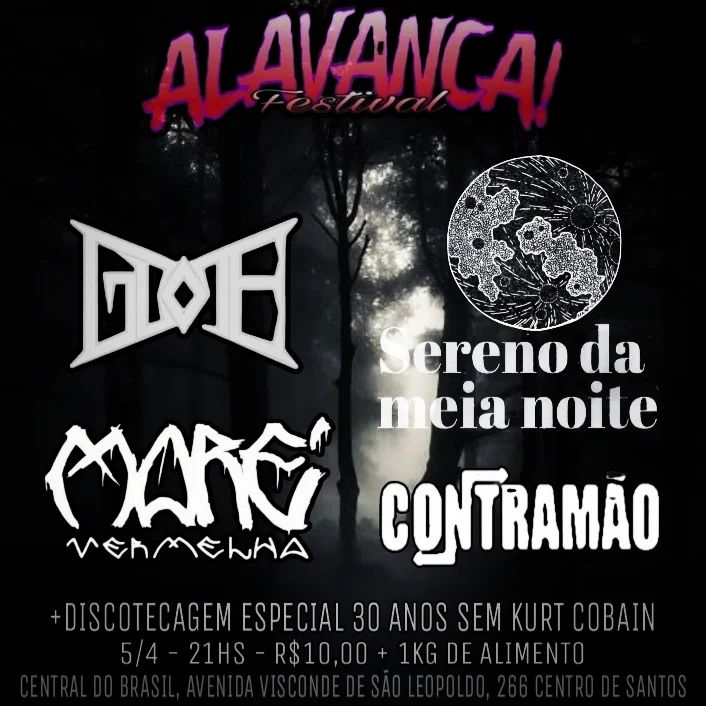 ALAVANCA!
Festival
Sereno da
meia noite
MARÉ
VERMELHA
CONTRAMÃO
+DISCOTECAGEM ESPECIAL 30 ANOS SEM KURT COBAIN
5/4 - 21HS - R$10,00 + 1KG DE ALIMENTO
CENTRAL DO BRASIL, AVENIDA VISCONDE DE SÃO LEOPOLDO, 266 CENTRO DE SANTOS